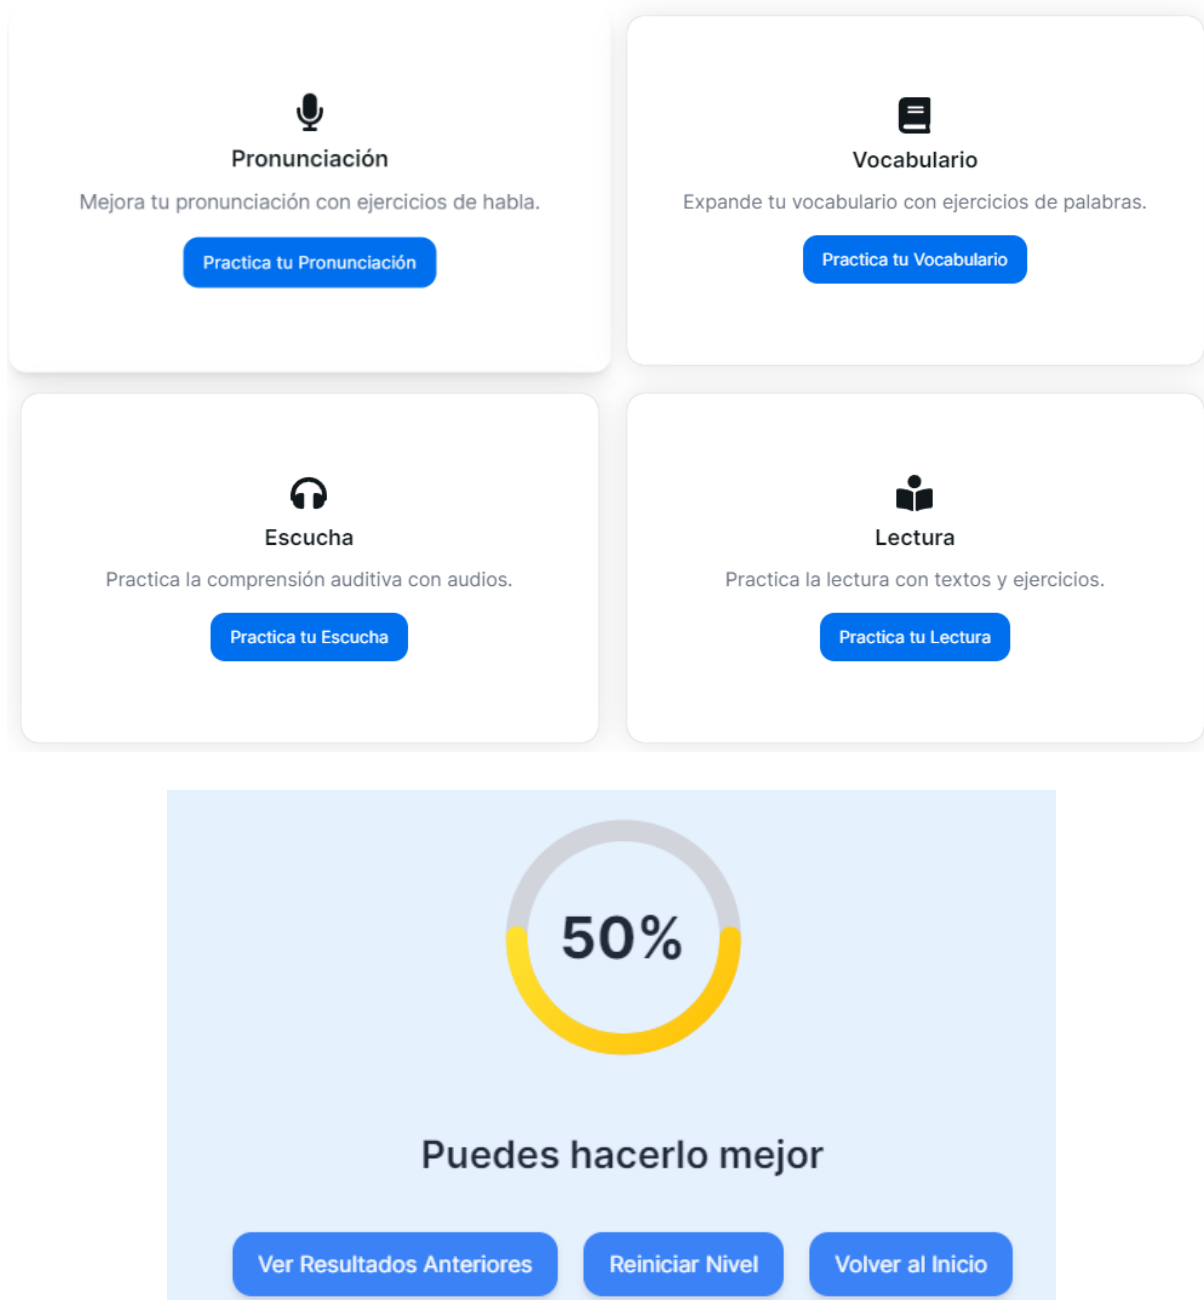 Pronunciación
Mejora tu pronunciación con ejercicios de habla.
Practica tu Pronunciación
Vocabulario
Expande tu vocabulario con ejercicios de palabras.
Practica tu Vocabulario
Escucha
Practica la comprensión auditiva con audios.
Practica tu Escucha
Lectura
Practica la lectura con textos y ejercicios.
Practica tu Lectura
50%
Puedes hacerlo mejor
Ver Resultados Anteriores
Reiniciar Nivel
Volver al Inicio